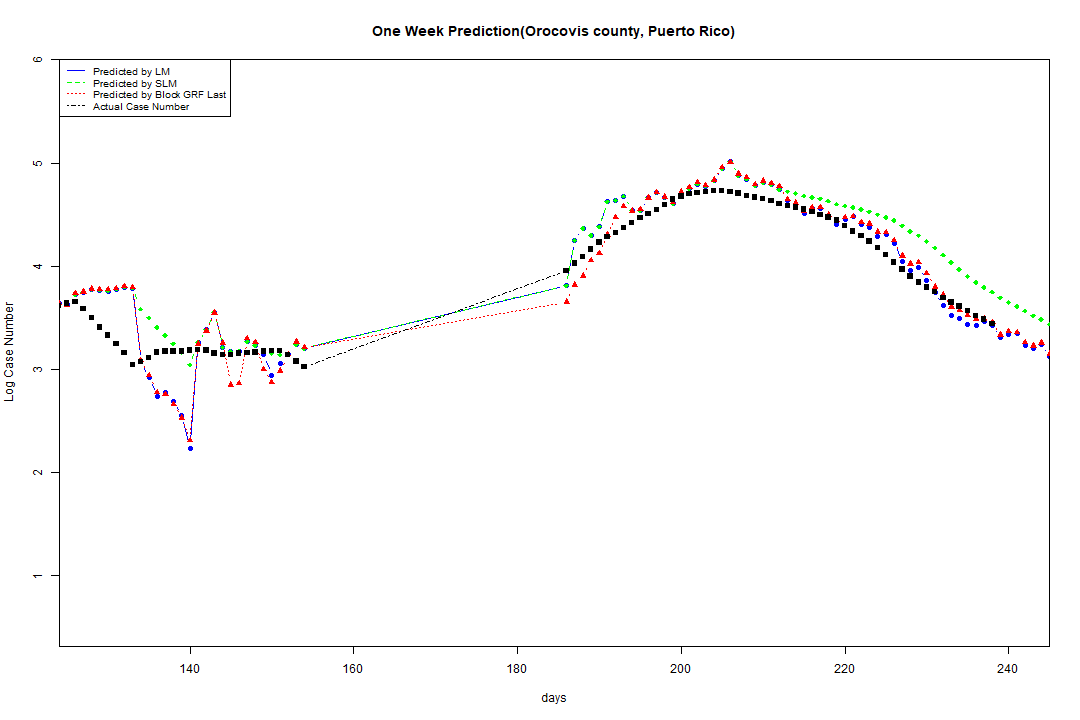 One Week Prediction(Orocovis county, Puerto Rico)
Predicted by LM
Predicted by SLM
Predicted by Block GRF Last
Actual Case Number
6
5
4
3
2
1
Log Case Number
140 160 180 200 220 240
days